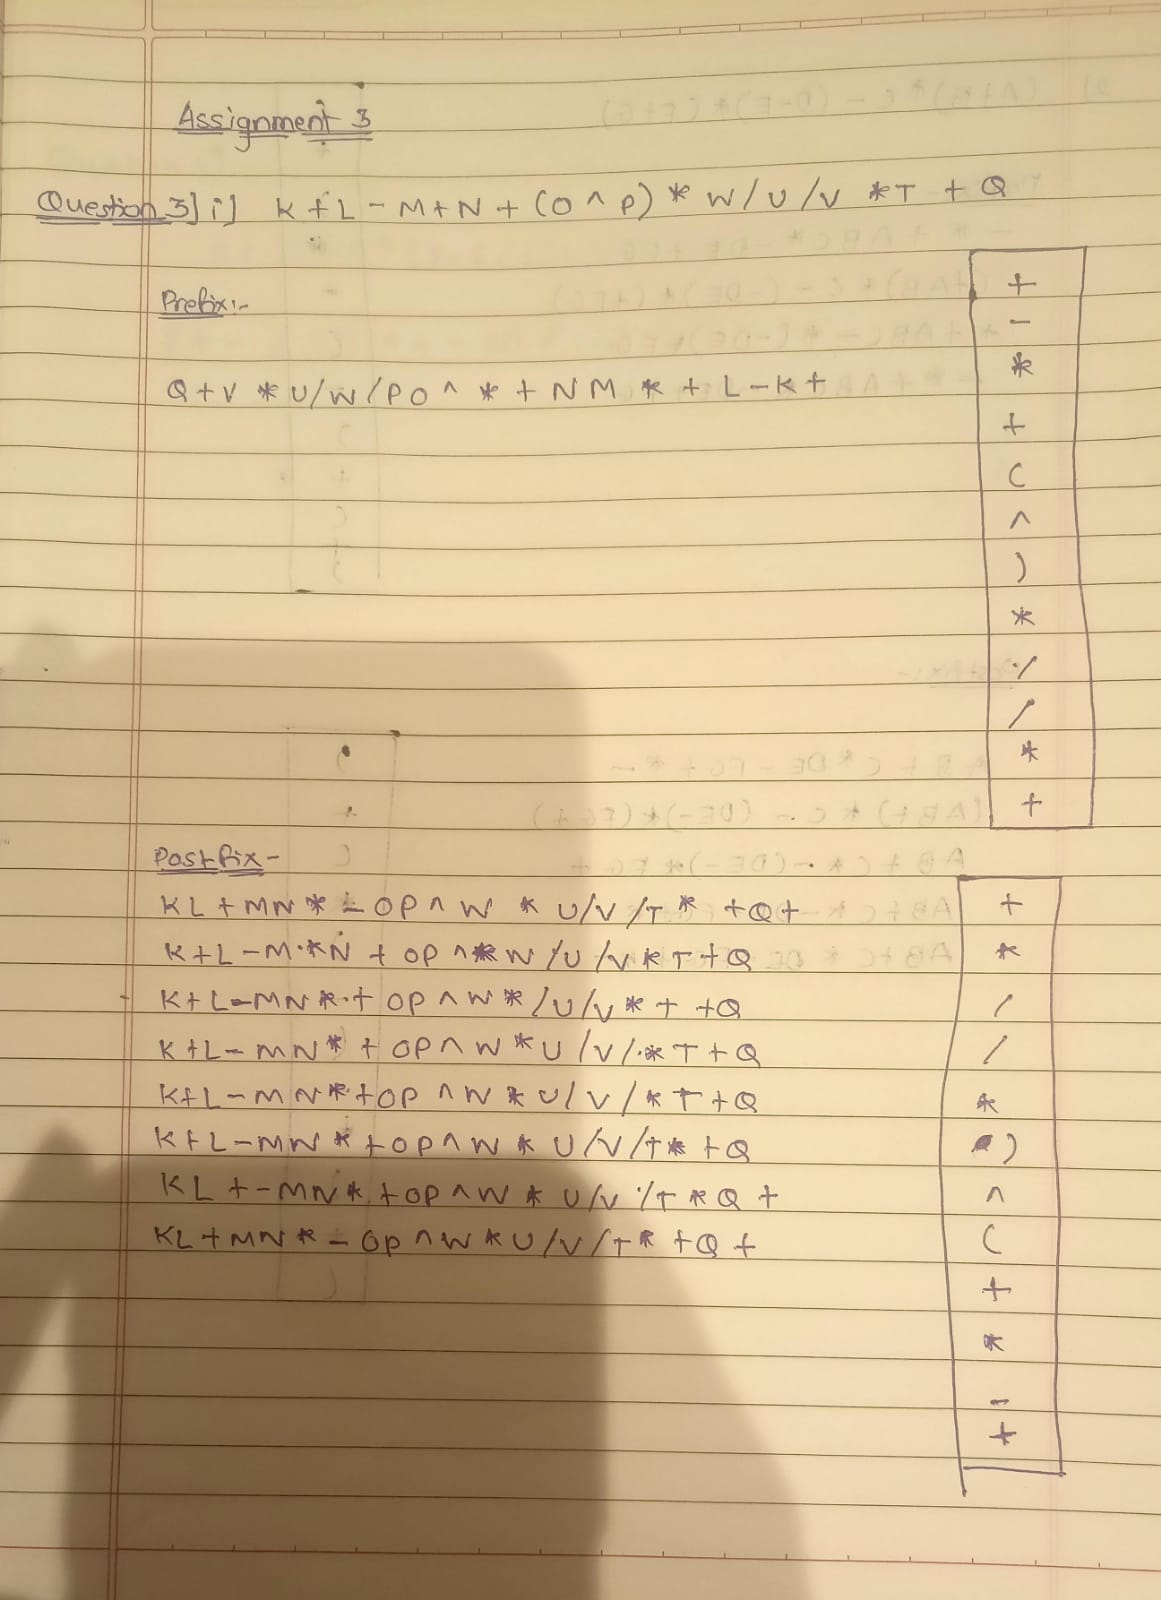 Assignment 3
Question 3] i] K + L - M + N + (O ^ P) * W / U / V * T + Q
Prefix:-
Q + V * U / W / P O ^ * + N M * + L - K +
+
-
*
+
(
^
)
*
/
/
*
+
Postfix -
K L + M N * - O P ^ W * U / V / T * + Q +
K + L - M * N + O P ^ * W / U / V * T + Q
K + L - M N * + O P ^ W * / U / V * T + Q
K + L - M N * + O P ^ W * U / V / * T + Q
K + L - M N * + O P ^ W * U / V / * T + Q
K + L - M N * + O P ^ W * U / V / T * + Q
K L + - M N * + O P ^ W * U / V / T * Q +
K L + M N * - O P ^ W * U / V / T * + Q +
+
*
/
/
*
)
^
(
+
*
-
+